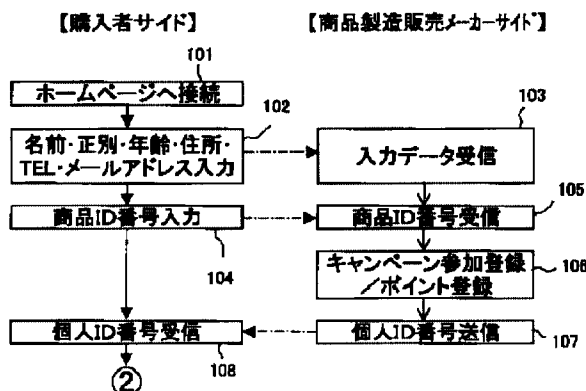 【購入者サイド】
【商品製造販売メーカーサイド】
101
ホームページへ接続
102
名前・正別・年齢・住所・
TEL・メールアドレス入力
103
入力データ受信
商品ID番号入力
104
商品ID番号受信
105
キャンペーン参加登録
／ポイント登録
106
個人ID番号受信
108
個人ID番号送信
107
②